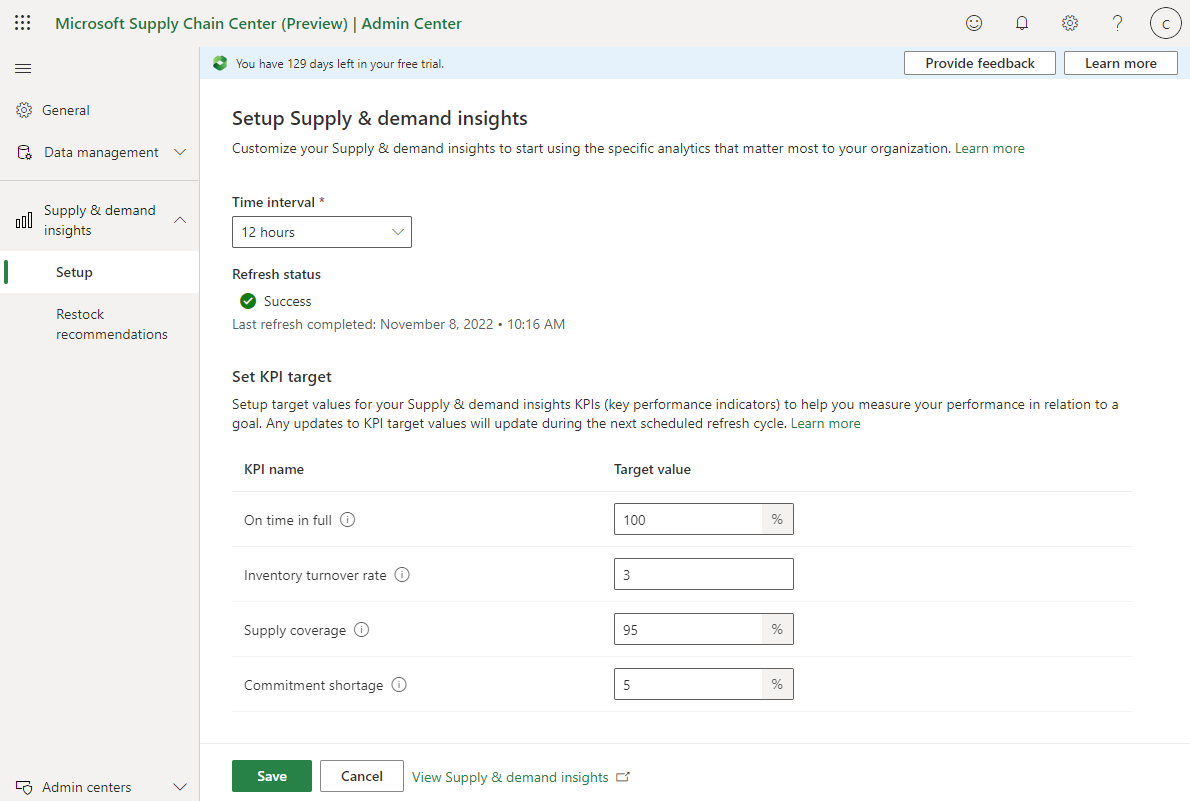 Microsoft Supply Chain Center (Preview) | Admin Center
C
You have 129 days left in your free trial.
Provide feedback
Learn more
General
Data management
Supply & demand
insights
Setup
Restock
recommendations
Admin centers
Setup Supply & demand insights
Customize your Supply & demand insights to start using the specific analytics that matter most to your organization. Learn more
Time interval *
12 hours
Refresh status
Success
Last refresh completed: November 8, 2022 • 10:16 AM
Set KPI target
Setup target values for your Supply & demand insights KPIs (key performance indicators) to help you measure your performance in relation to a
goal. Any updates to KPI target values will update during the next scheduled refresh cycle. Learn more
KPI name Target value
On time in full 100 %
Inventory turnover rate 3
Supply coverage 95 %
Commitment shortage 5 %
Save Cancel View Supply & demand insights